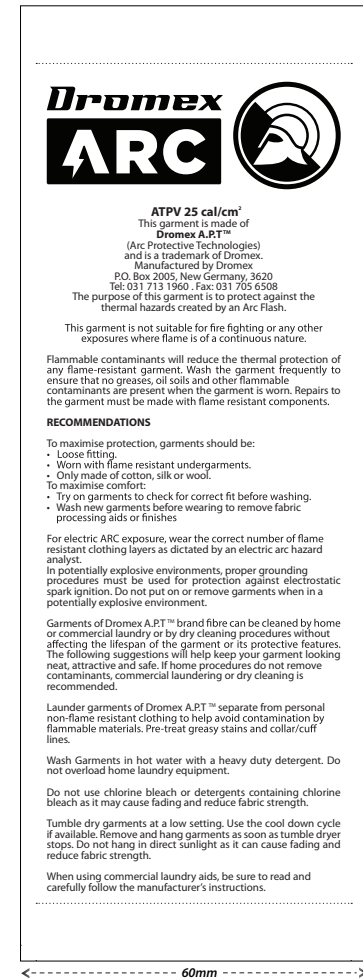 Dromex
ARC
ATPV 25 cal/cm²
This garment is made of
Dromex A.P.T™
(Arc Protective Technologies)
and is a trademark of Dromex.
Manufactured by Dromex
P.O. Box 2005, New Germany, 3620
Tel: 031 713 1960 . Fax: 031 705 6508
The purpose of this garment is to protect against the
thermal hazards created by an Arc Flash.
This garment is not suitable for fire fighting or any other
exposures where flame is of a continuous nature.
Flammable contaminants will reduce the thermal protection of
any flame-resistant garment. Wash the garment frequently to
ensure that no greases, oil soils and other flammable
contaminants are present when the garment is worn. Repairs to
the garment must be made with flame resistant components.
RECOMMENDATIONS
To maximise protection, garments should be:
• Loose fitting.
• Worn with flame resistant undergarments.
• Only made of cotton, silk or wool.
To maximise comfort:
• Try on garments to check for correct fit before washing.
• Wash new garments before wearing to remove fabric
processing aids or finishes
For electric ARC exposure, wear the correct number of flame
resistant clothing layers as dictated by an electric arc hazard
analyst.
In potentially explosive environments, proper grounding
procedures must be used for protection against electrostatic
spark ignition. Do not put on or remove garments when in a
potentially explosive environment.
Garments of Dromex A.P.T™ brand fibre can be cleaned by home
or commercial laundry or by dry cleaning procedures without
affecting the lifespan of the garment or its protective features.
The following suggestions will help keep your garment looking
neat, attractive and safe. If home procedures do not remove
contaminants, commercial laundering or dry cleaning is
recommended.
Launder garments of Dromex A.P.T ™ separate from personal
non-flame resistant clothing to help avoid contamination by
flammable materials. Pre-treat greasy stains and collar/cuff
lines.
Wash Garments in hot water with a heavy duty detergent. Do
not overload home laundry equipment.
Do not use chlorine bleach or detergents containing chlorine
bleach as it may cause fading and reduce fabric strength.
Tumble dry garments at a low setting. Use the cool down cycle
if available. Remove and hang garments as soon as tumble dryer
stops. Do not hang in direct sunlight as it can cause fading and
reduce fabric strength.
When using commercial laundry aids, be sure to read and
carefully follow the manufacturer's instructions.
60mm